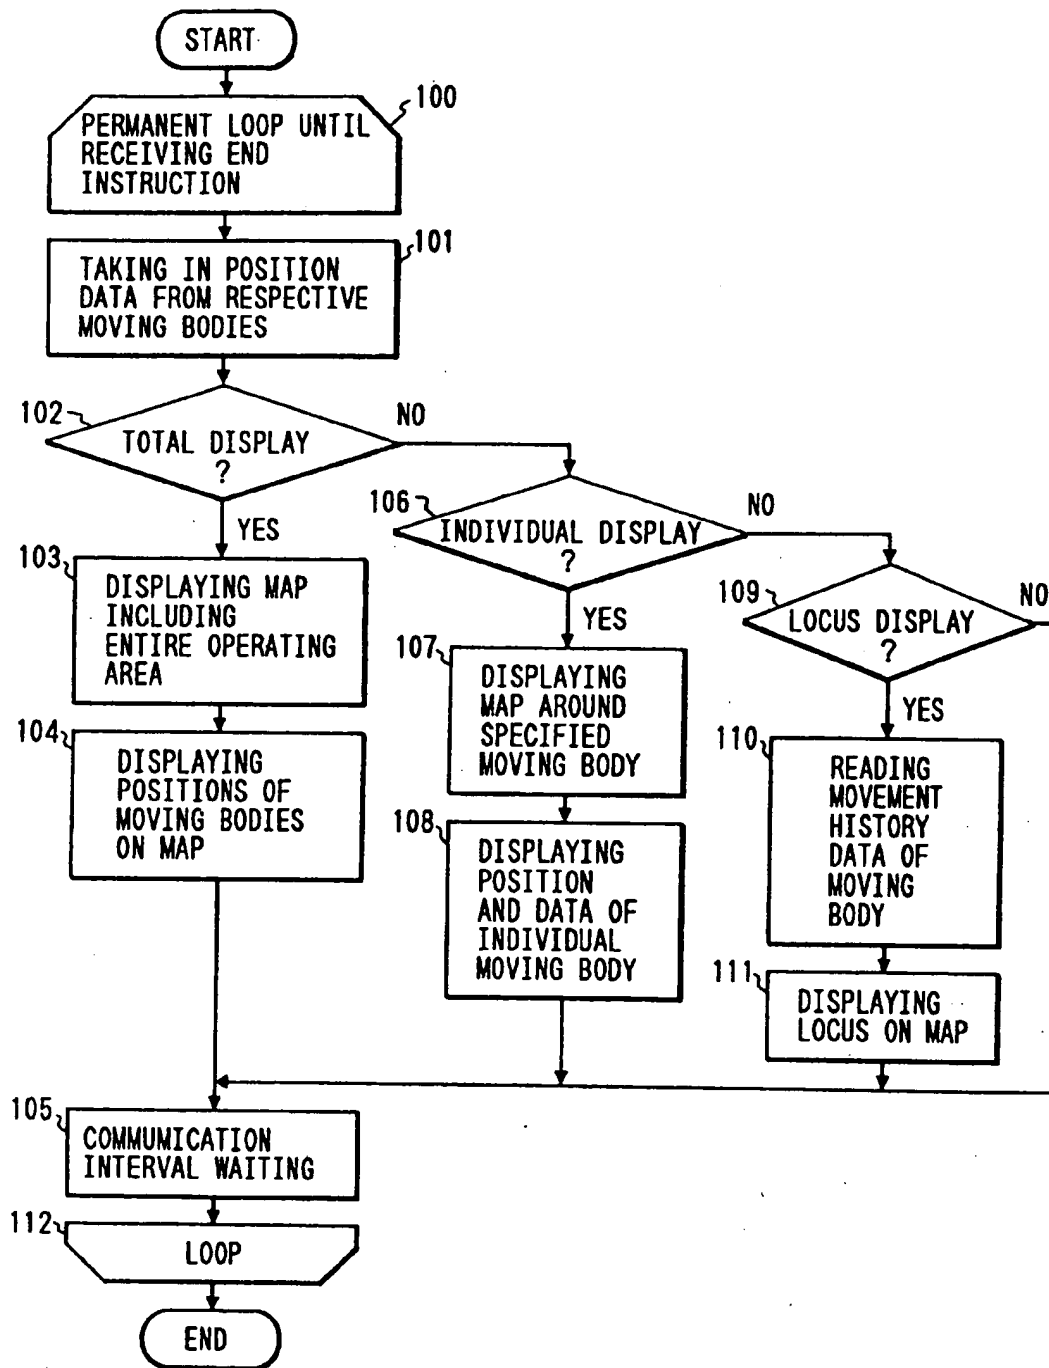 START
100
PERMANENT LOOP UNTIL
RECEIVING END
INSTRUCTION
101
TAKING IN POSITION
DATA FROM RESPECTIVE
MOVING BODIES
102
NO
TOTAL DISPLAY
?
YES
106
NO
INDIVIDUAL DISPLAY
?
YES
109
NO
LOCUS DISPLAY
?
YES
103
DISPLAYING MAP
INCLUDING
ENTIRE OPERATING
AREA
104
DISPLAYING
POSITIONS OF
MOVING BODIES
ON MAP
107
DISPLAYING
MAP AROUND
SPECIFIED
MOVING BODY
108
DISPLAYING
POSITION
AND DATA OF
INDIVIDUAL
MOVING BODY
110
READING
MOVEMENT
HISTORY
DATA OF
MOVING
BODY
111
DISPLAYING
LOCUS ON MAP
105
COMMUMICATION
INTERVAL WAITING
112
LOOP
END